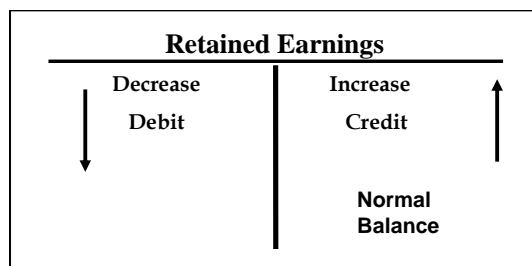 Retained Earnings
Decrease
Debit
Increase
Credit
Normal
Balance